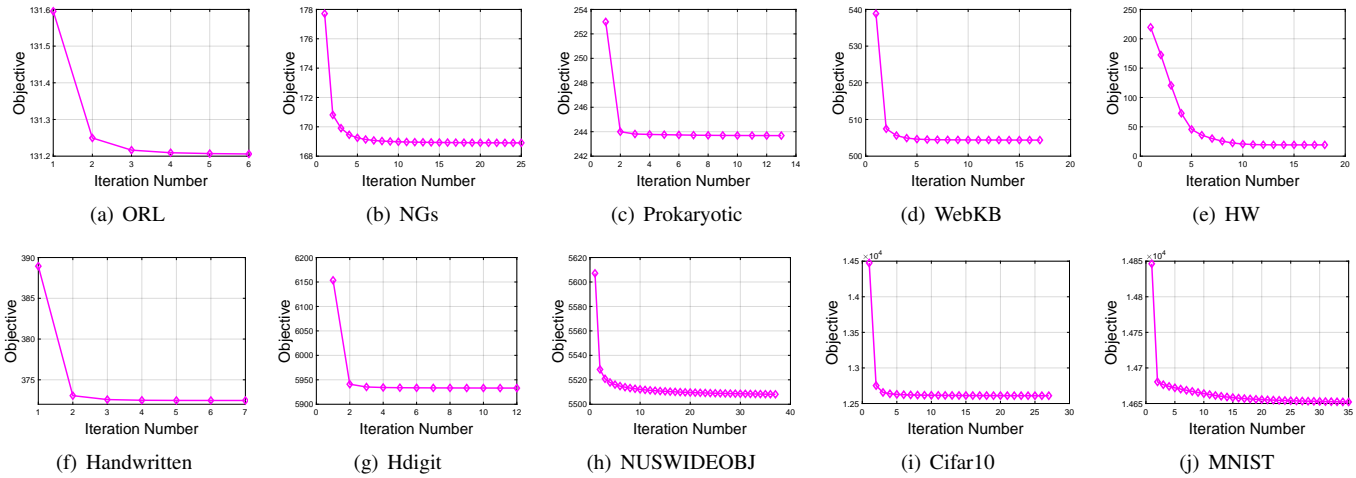 131.6
131.5
131.4
131.3
131.2
Objective
1 2 3 4 5 6
Iteration Number
(a) ORL
178
176
174
172
170
168
Objective
0 5 10 15 20 25
Iteration Number
(b) NGs
254
252
250
248
246
244
242
Objective
0 2 4 6 8 10 12 14
Iteration Number
(c) Prokaryotic
540
530
520
510
500
Objective
0 5 10 15 20
Iteration Number
(d) WebKB
250
200
150
100
50
0
Objective
0 5 10 15 20
Iteration Number
(e) HW
390
385
380
375
Objective
1 2 3 4 5 6 7
Iteration Number
(f) Handwritten
6200
6150
6100
6050
6000
5950
5900
Objective
0 2 4 6 8 10 12
Iteration Number
(g) Hdigit
5620
5600
5580
5560
5540
5520
5500
Objective
0 10 20 30 40
Iteration Number
(h) NUSWIDEOBJ
×10⁴
1.45
1.4
1.35
1.3
1.25
Objective
0 5 10 15 20 25 30
Iteration Number
(i) Cifar10
×10⁴
1.485
1.48
1.475
1.47
1.465
Objective
0 5 10 15 20 25 30 35
Iteration Number
(j) MNIST